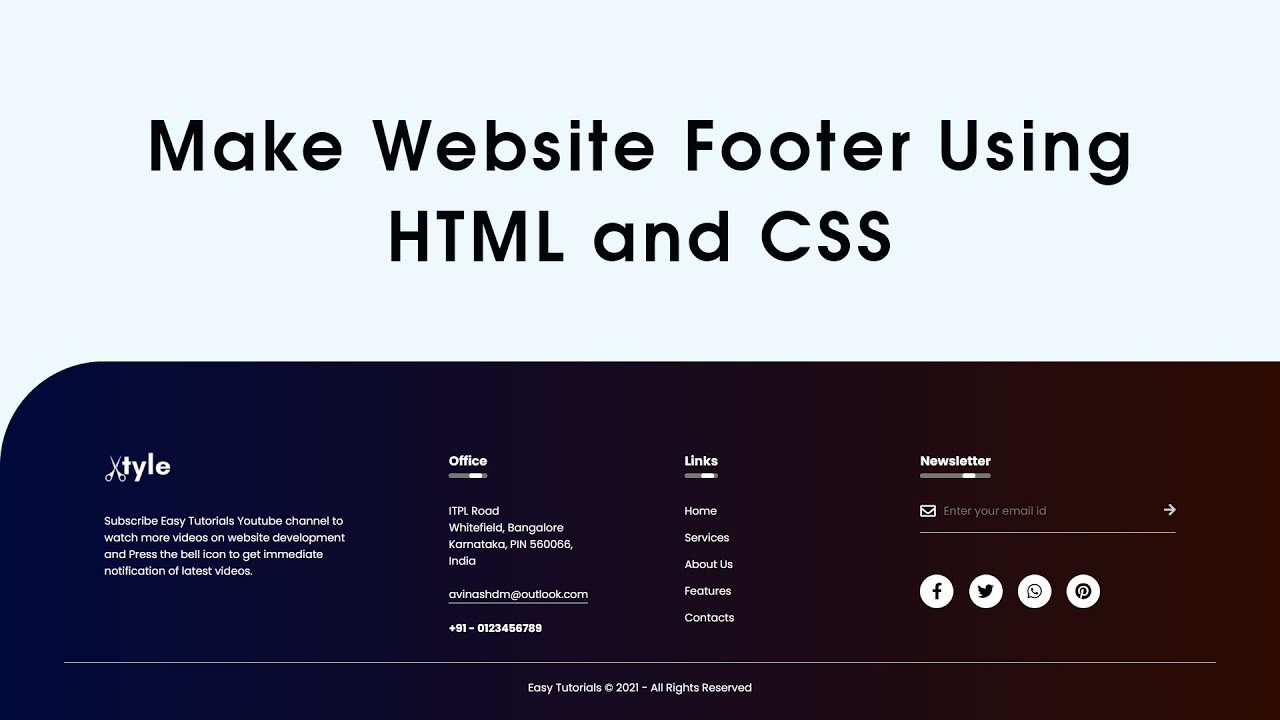 Make Website Footer Using
HTML and CSS
Xtyle
Subscribe Easy Tutorials Youtube channel to
watch more videos on website development
and Press the bell icon to get immediate
notification of latest videos.
Office
ITPL Road
Whitefield, Bangalore
Karnataka, PIN 560066,
India
avinashdm@outlook.com
+91 - 0123456789
Links
Home
Services
About Us
Features
Contacts
Newsletter
Enter your email id
Easy Tutorials © 2021 - All Rights Reserved